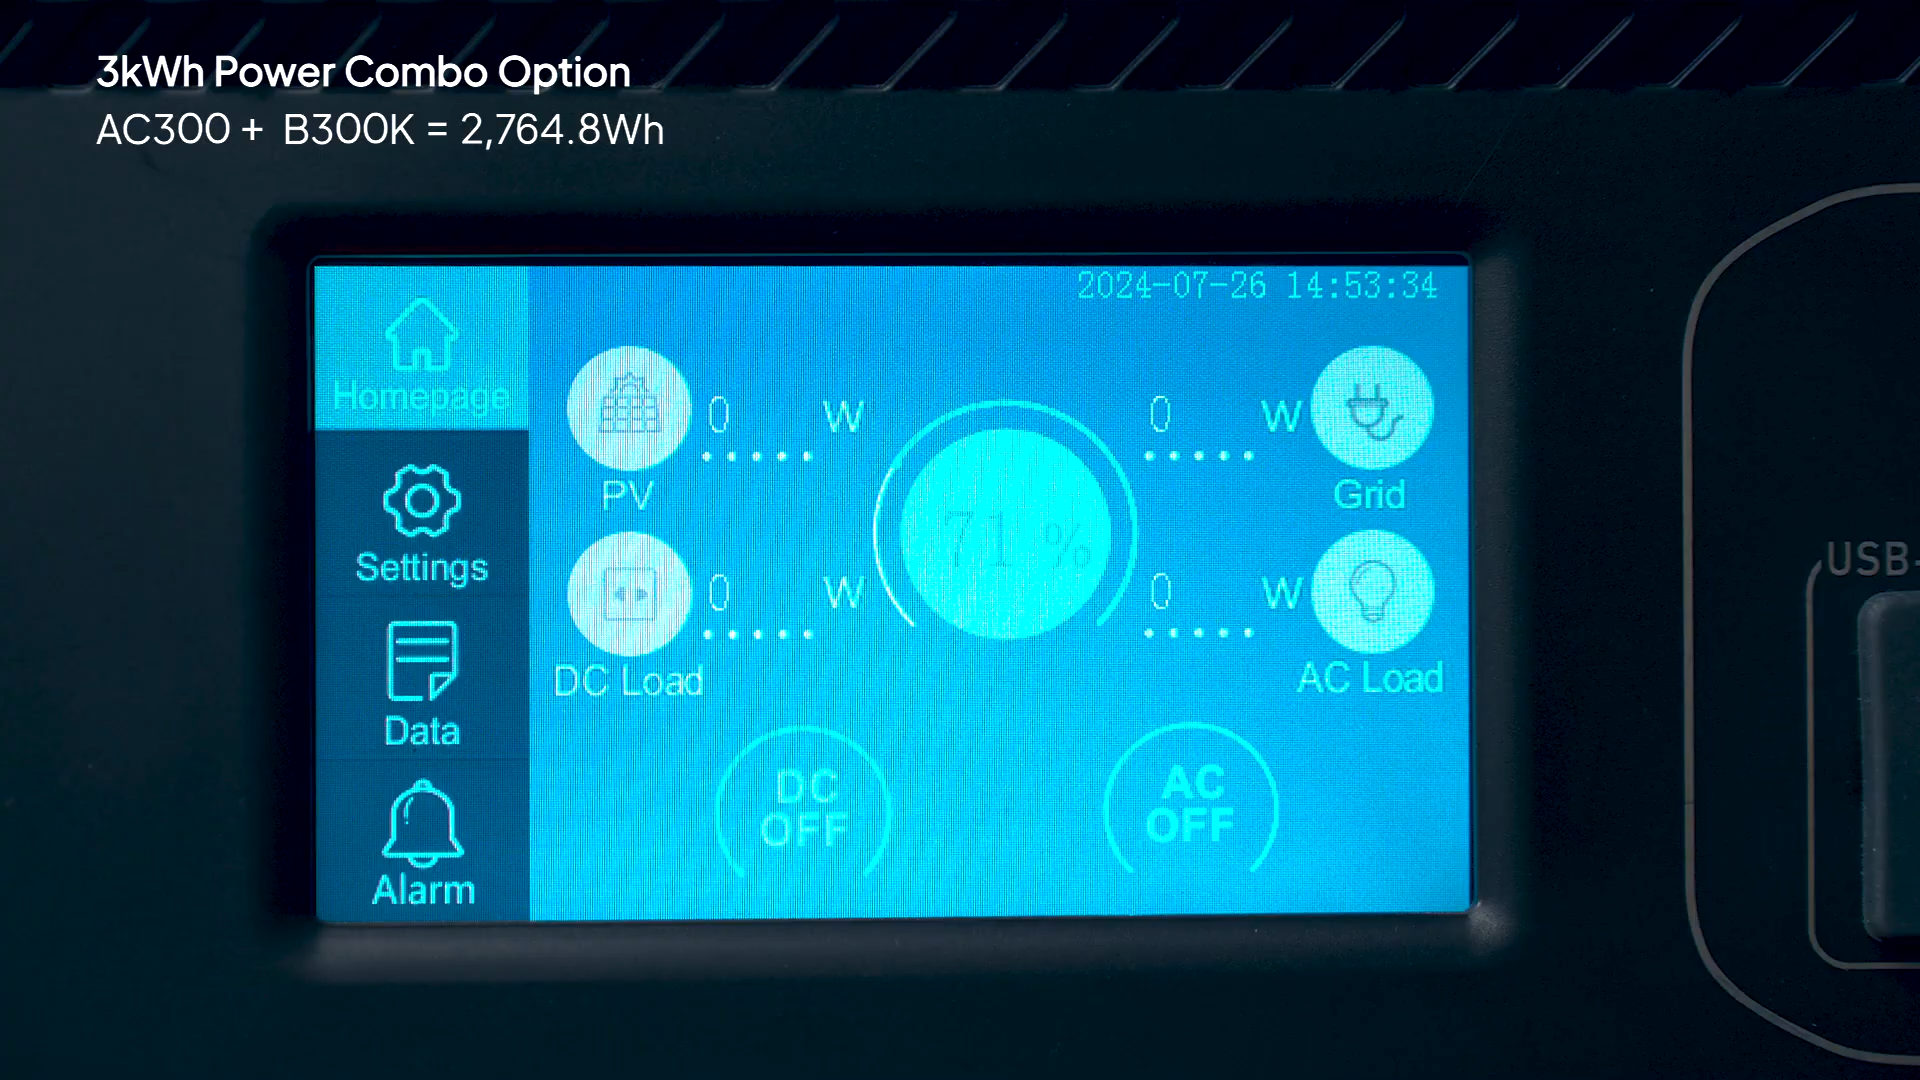 3kWh Power Combo Option
AC300 + B300K = 2,764.8Wh
2024-07-26 14:53:34
Homepage
0 W
0 W
PV
Grid
71 %
Settings
0 W
0 W
DC Load
AC Load
Data
DC
OFF
AC
OFF
Alarm
USB-